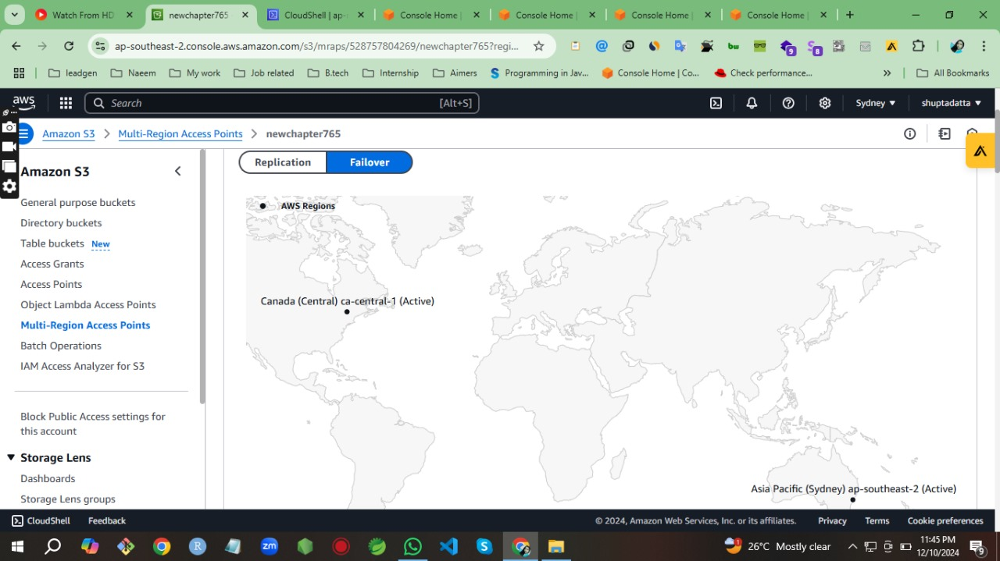 Watch From HD
newchapter765
CloudShell | ap-
Console Home |
Console Home |
Console Home |
Console Home |
ap-southeast-2.console.aws.amazon.com/s3/mraps/528757804269/newchapter765?regi...
bw
9
8
leadgen
Naeem
My work
Job related
B.tech
Internship
Aimers
Programming in Jav...
Console Home | Co...
Check performance...
All Bookmarks
aws
Search
[Alt+S]
Sydney
shuptadatta
Amazon S3
Multi-Region Access Points
newchapter765
Replication
Failover
Amazon S3
General purpose buckets
Directory buckets
Table buckets New
Access Grants
Access Points
Object Lambda Access Points
Multi-Region Access Points
Batch Operations
IAM Access Analyzer for S3
Block Public Access settings for
this account
Storage Lens
Dashboards
Storage Lens groups
AWS Regions
Canada (Central) ca-central-1 (Active)
Asia Pacific (Sydney) ap-southeast-2 (Active)
CloudShell
Feedback
© 2024, Amazon Web Services, Inc. or its affiliates.
Privacy
Terms
Cookie preferences
zm
1
26°C Mostly clear
11:45 PM
12/10/2024
9